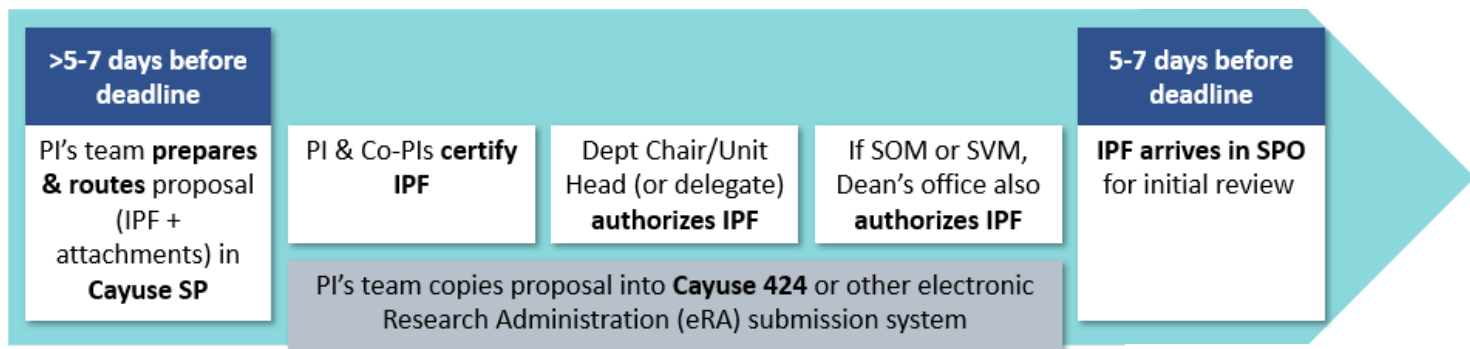 >5-7 days before
deadline
PI's team prepares
& routes proposal
(IPF +
attachments) in
Cayuse SP
PI & Co-PIs certify
IPF
Dept Chair/Unit
Head (or delegate)
authorizes IPF
If SOM or SVM,
Dean's office also
authorizes IPF
PI's team copies proposal into Cayuse 424 or other electronic
Research Administration (eRA) submission system
5-7 days before
deadline
IPF arrives in SPO
for initial review